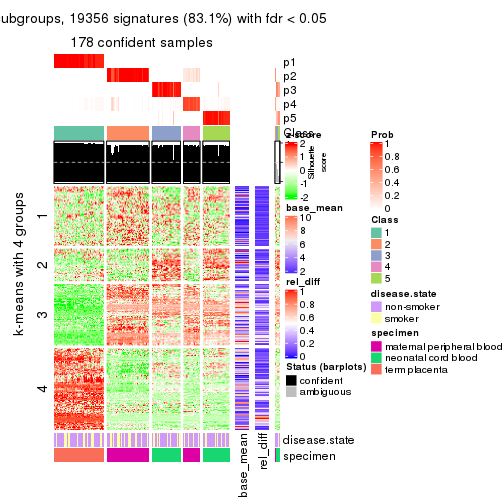 ubgroups, 19356 signatures (83.1%) with fdr < 0.05
178 confident samples
p1
p2
p3
p4
p5
Class
Silhouette
score
k-means with 4 groups
1
2
3
4
base_mean
rel_diff
disease.state
specimen
z-score
2
1
0
-1
-2
base_mean
10
8
6
4
2
rel_diff
1
0.8
0.6
0.4
0.2
0
Status (barplots)
confident
ambiguous
Prob
1
0.8
0.6
0.4
0.2
0
Class
1
2
3
4
5
disease.state
non-smoker
smoker
specimen
maternal peripheral blood
neonatal cord blood
term placenta